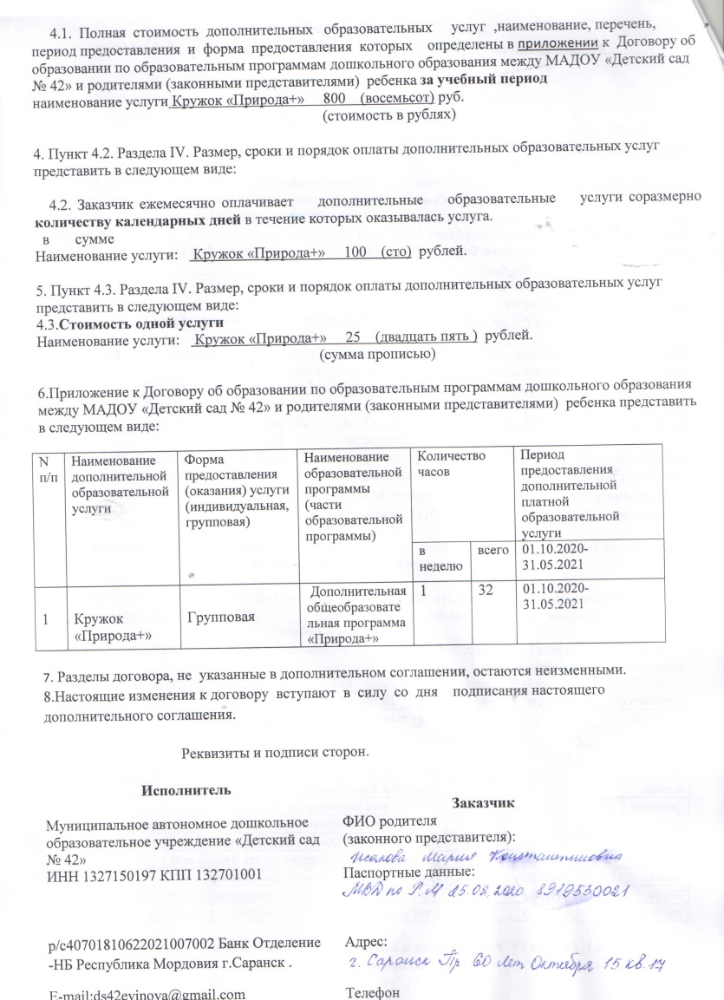 4.1. Полная стоимость дополнительных образовательных услуг ,наименование, перечень,
период предоставления и форма предоставления которых определены в приложении к Договору об
образовании по образовательным программам дошкольного образования между МАДОУ «Детский сад
№ 42» и родителями (законными представителями) ребенка за учебный период
наименование услуги Кружок «Природа+» 800 (восемьсот) руб.
(стоимость в рублях)
4. Пункт 4.2. Раздела IV. Размер, сроки и порядок оплаты дополнительных образовательных услуг
представить в следующем виде:
4.2. Заказчик ежемесячно оплачивает дополнительные образовательные услуги соразмерно
количеству календарных дней в течение которых оказывалась услуга.
в сумме
Наименование услуги: Кружок «Природа+» 100 (сто) рублей.
5. Пункт 4.3. Раздела IV. Размер, сроки и порядок оплаты дополнительных образовательных услуг
представить в следующем виде:
4.3.Стоимость одной услуги
Наименование услуги: Кружок «Природа+» 25 (двадцать пять ) рублей.
(сумма прописью)
6.Приложение к Договору об образовании по образовательным программам дошкольного образования
между МАДОУ «Детский сад № 42» и родителями (законными представителями) ребенка представить
в следующем виде:
N
п/п
Наименование
дополнительной
образовательной
услуги
Форма
предоставления
(оказания) услуги
(индивидуальная,
групповая)
Наименование
образовательной
программы
(части
образовательной
программы)
Количество
часов
Период
предоставления
дополнительной
платной
образовательной
услуги
в
неделю
всего
01.10.2020-
31.05.2021
1
Кружок
«Природа+»
Групповая
Дополнительная
общеобразовате
льная программа
«Природа+»
1
32
01.10.2020-
31.05.2021
7. Разделы договора, не указанные в дополнительном соглашении, остаются неизменными.
8.Настоящие изменения к договору вступают в силу со дня подписания настоящего
дополнительного соглашения.
Реквизиты и подписи сторон.
Исполнитель
Муниципальное автономное дошкольное
образовательное учреждение «Детский сад
№ 42»
ИНН 1327150197 КПП 132701001
р/с40701810622021007002 Банк Отделение
-НБ Республика Мордовия г.Саранск .
E-mail:ds42evinova@gmail.com
Заказчик
ФИО родителя
(законного представителя):
Мария Константиновна
Паспортные данные:
МВД по Р.М 25.08.2020 8919530021
Адрес:
г. Саранск Пр 60 лет Октября 15 кв.17
Телефон